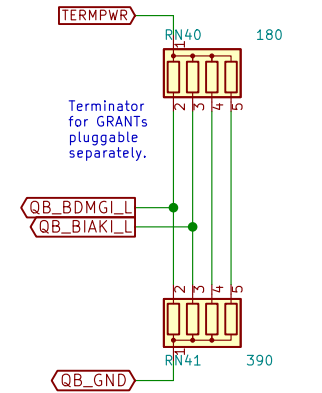 TERMPWR
RN40 180
1
2 3 4 5
Terminator
for GRANTs
pluggable
separately.
QB_BDMGI_L
QB_BIAKI_L
2 3 4 5
RN41 390
1
QB_GND